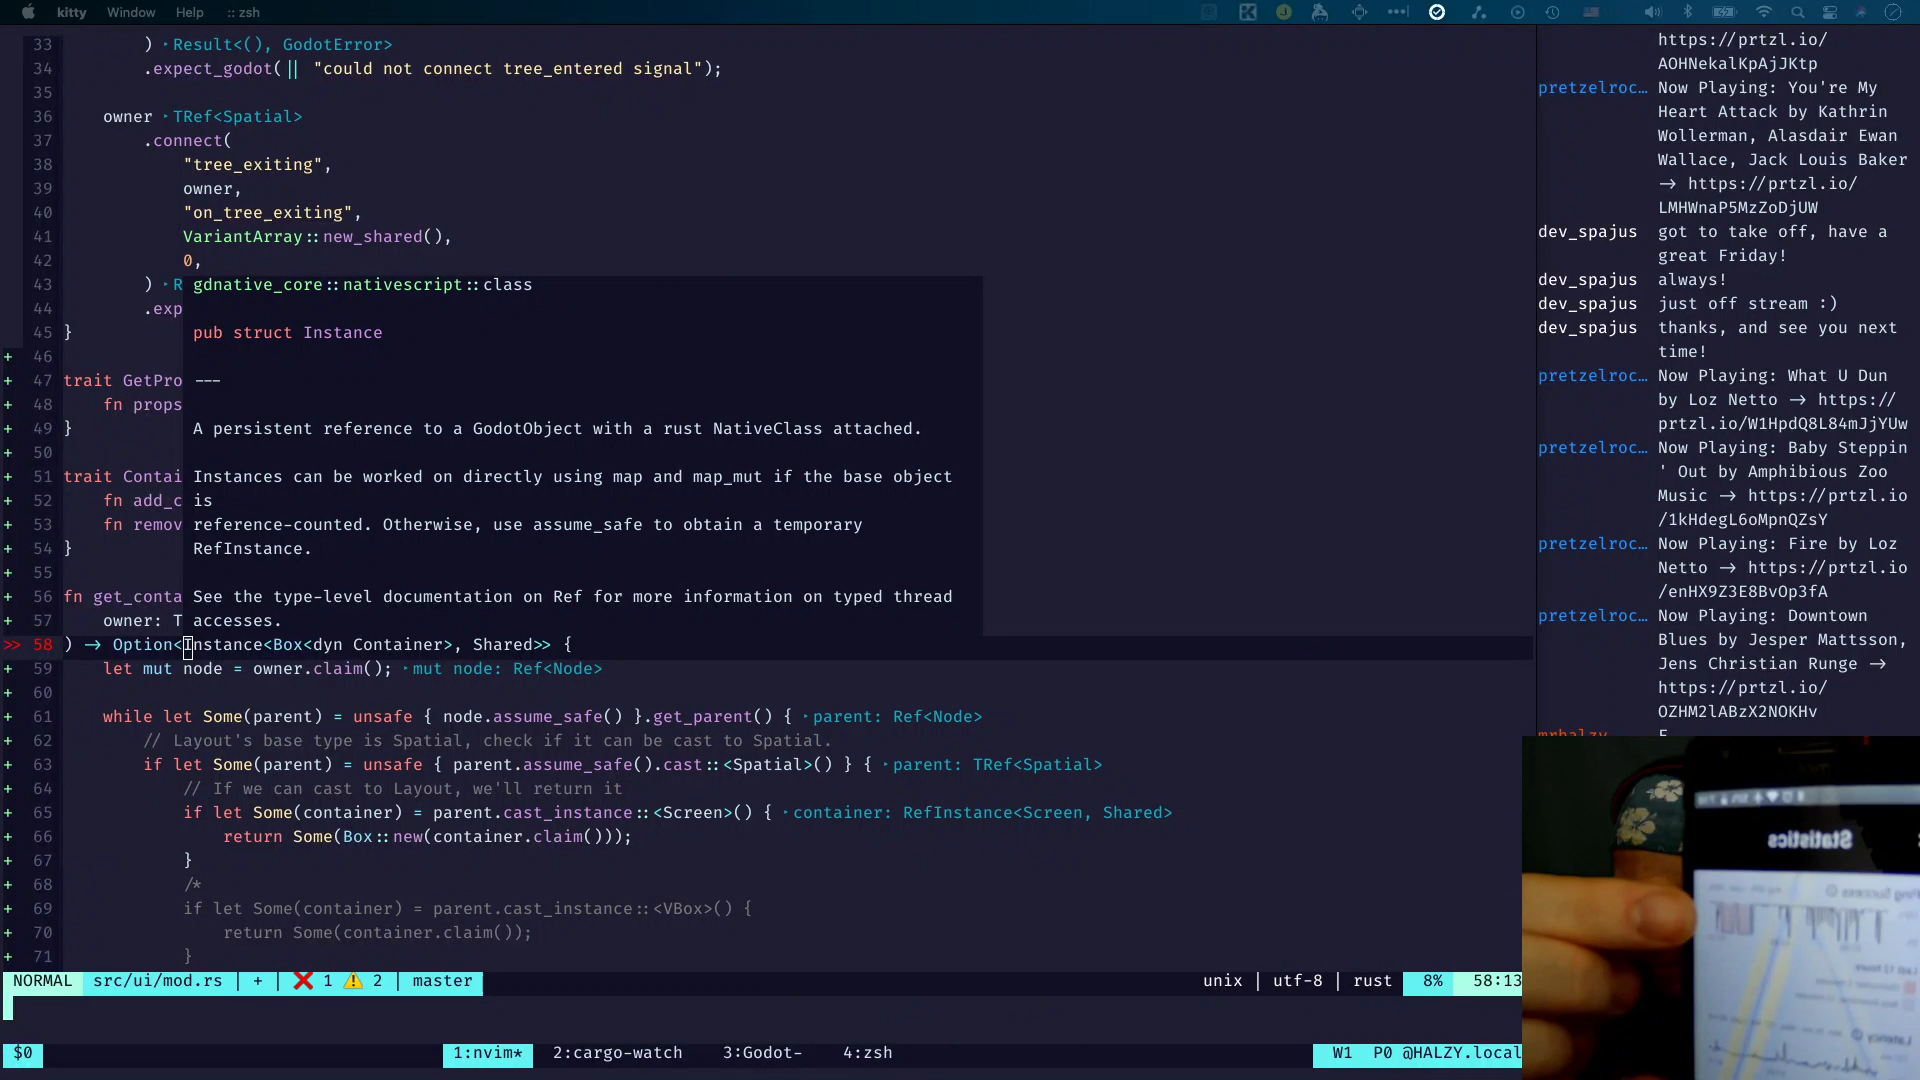 kitty Window Help :: zsh
33 ) ‣ Result<(), GodotError>
34 .expect_godot(|| "could not connect tree_entered signal");
35
36 owner ‣ TRef<Spatial>
37 .connect(
38 "tree_exiting",
39 owner,
40 "on_tree_exiting",
41 VariantArray::new_shared(),
42 0,
43 ) ‣ R
44 .exp
45 }
+ 46
+ 47 trait GetPro
+ 48 fn props
+ 49 }
+ 50
+ 51 trait Contai
+ 52 fn add_c
+ 53 fn remov
+ 54 }
+ 55
+ 56 fn get_conta
+ 57 owner: T
gdnative_core::nativescript::class
pub struct Instance
---
A persistent reference to a GodotObject with a rust NativeClass attached.
Instances can be worked on directly using map and map_mut if the base object
is
reference-counted. Otherwise, use assume_safe to obtain a temporary
RefInstance.
See the type-level documentation on Ref for more information on typed thread
accesses.
>> 58 ) -> Option<Instance<Box<dyn Container>, Shared>> {
+ 59 let mut node = owner.claim(); ‣ mut node: Ref<Node>
+ 60
+ 61 while let Some(parent) = unsafe { node.assume_safe() }.get_parent() { ‣ parent: Ref<Node>
+ 62 // Layout's base type is Spatial, check if it can be cast to Spatial.
+ 63 if let Some(parent) = unsafe { parent.assume_safe().cast::<Spatial>() } { ‣ parent: TRef<Spatial>
+ 64 // If we can cast to Layout, we'll return it
+ 65 if let Some(container) = parent.cast_instance::<Screen>() { ‣ container: RefInstance<Screen, Shared>
+ 66 return Some(Box::new(container.claim()));
+ 67 }
+ 68 /*
+ 69 if let Some(container) = parent.cast_instance::<VBox>() {
+ 70 return Some(container.claim());
+ 71 }
NORMAL src/ui/mod.rs | + | ❌ 1 ⚠️ 2 | master unix | utf-8 | rust 8% 58:13
$0 1:nvim* 2:cargo-watch 3:Godot- 4:zsh W1 P0 @HALZY.local
https://prtzl.io/
AOHNekalKpAjJKtp
pretzelroc… Now Playing: You're My
Heart Attack by Kathrin
Wollerman, Alasdair Ewan
Wallace, Jack Louis Baker
-> https://prtzl.io/
LMHWnaP5MzZoDjUW
dev_spajus got to take off, have a
great Friday!
dev_spajus always!
dev_spajus just off stream :)
dev_spajus thanks, and see you next
time!
pretzelroc… Now Playing: What U Dun
by Loz Netto -> https://
prtzl.io/W1HpdQ8L84mJjYUw
pretzelroc… Now Playing: Baby Steppin
' Out by Amphibious Zoo
Music -> https://prtzl.io
/1kHdegL6oMpnQZsY
pretzelroc… Now Playing: Fire by Loz
Netto -> https://prtzl.io
/enHX9Z3E8BvOp3fA
pretzelroc… Now Playing: Downtown
Blues by Jesper Mattsson,
Jens Christian Runge ->
https://prtzl.io/
OZHM2lABzX2NOKHv
mrhalzy F
Statistics
Ping Success
Latency